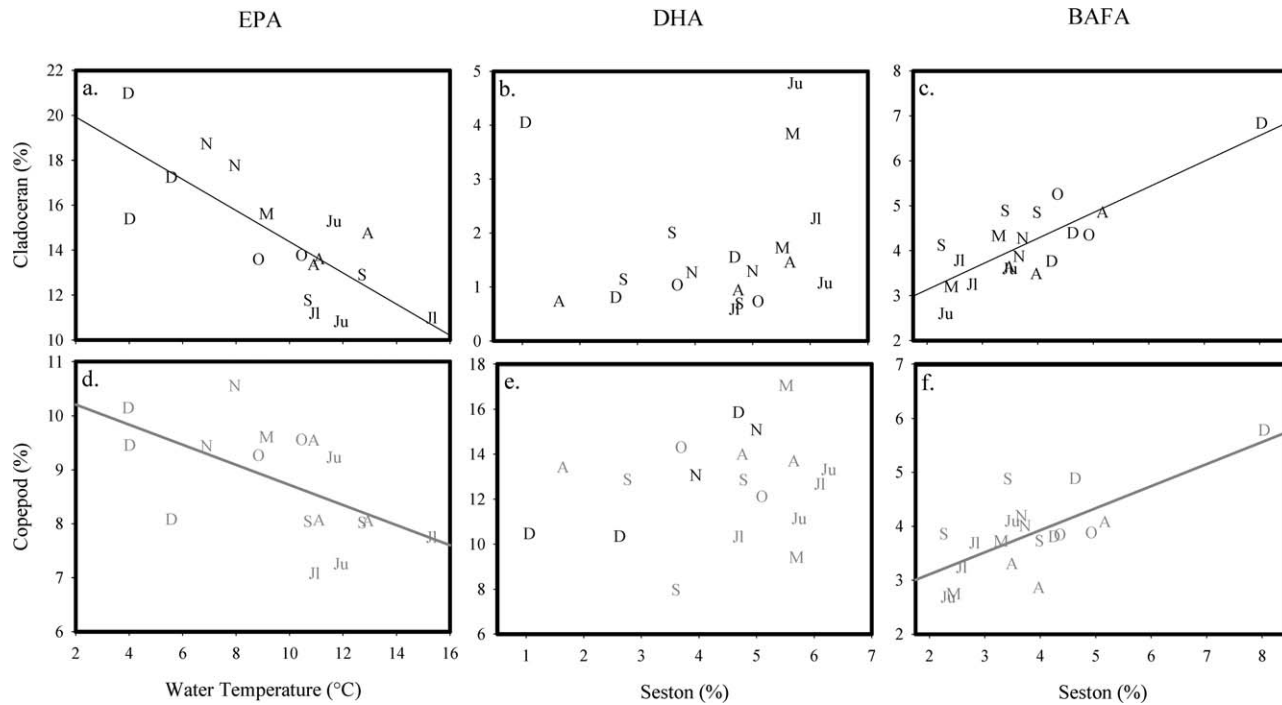 EPA DHA BAFA
a.
22
20
18
16
14
12
10
Cladoceran (%)
D
N
N
D
D
M
Ju
A
O
O
A
A
S
S
Jl
Ju
Jl
b.
5
4
3
2
1
0
Ju
D
M
Jl
S
M
D
A
N
N
S
Ju
O
A
D
A
O
S
Jl
c.
8
7
6
5
4
3
2
D
O
S
S
A
M
N
D
O
S
N
Jl
D
A
Ju
A
Jl
M
Ju
d.
11
10
9
8
7
6
Copepod (%)
N
D
M
O
A
D
N
O
Ju
D
S
A
S
A
Jl
Ju
Jl
2 4 6 8 10 12 14 16
Water Temperature (°C)
e.
18
16
14
12
10
8
6
M
D
N
O
A
A
A
Ju
N
S
S
Jl
O
Ju
D
D
Jl
M
S
1 2 3 4 5 6 7
Seston (%)
f.
7
6
5
4
3
2
D
S
D
N
Ju
N
A
S
O
D
O
M
S
Jl
Jl
A
A
M
Ju
2 3 4 5 6 7 8
Seston (%)